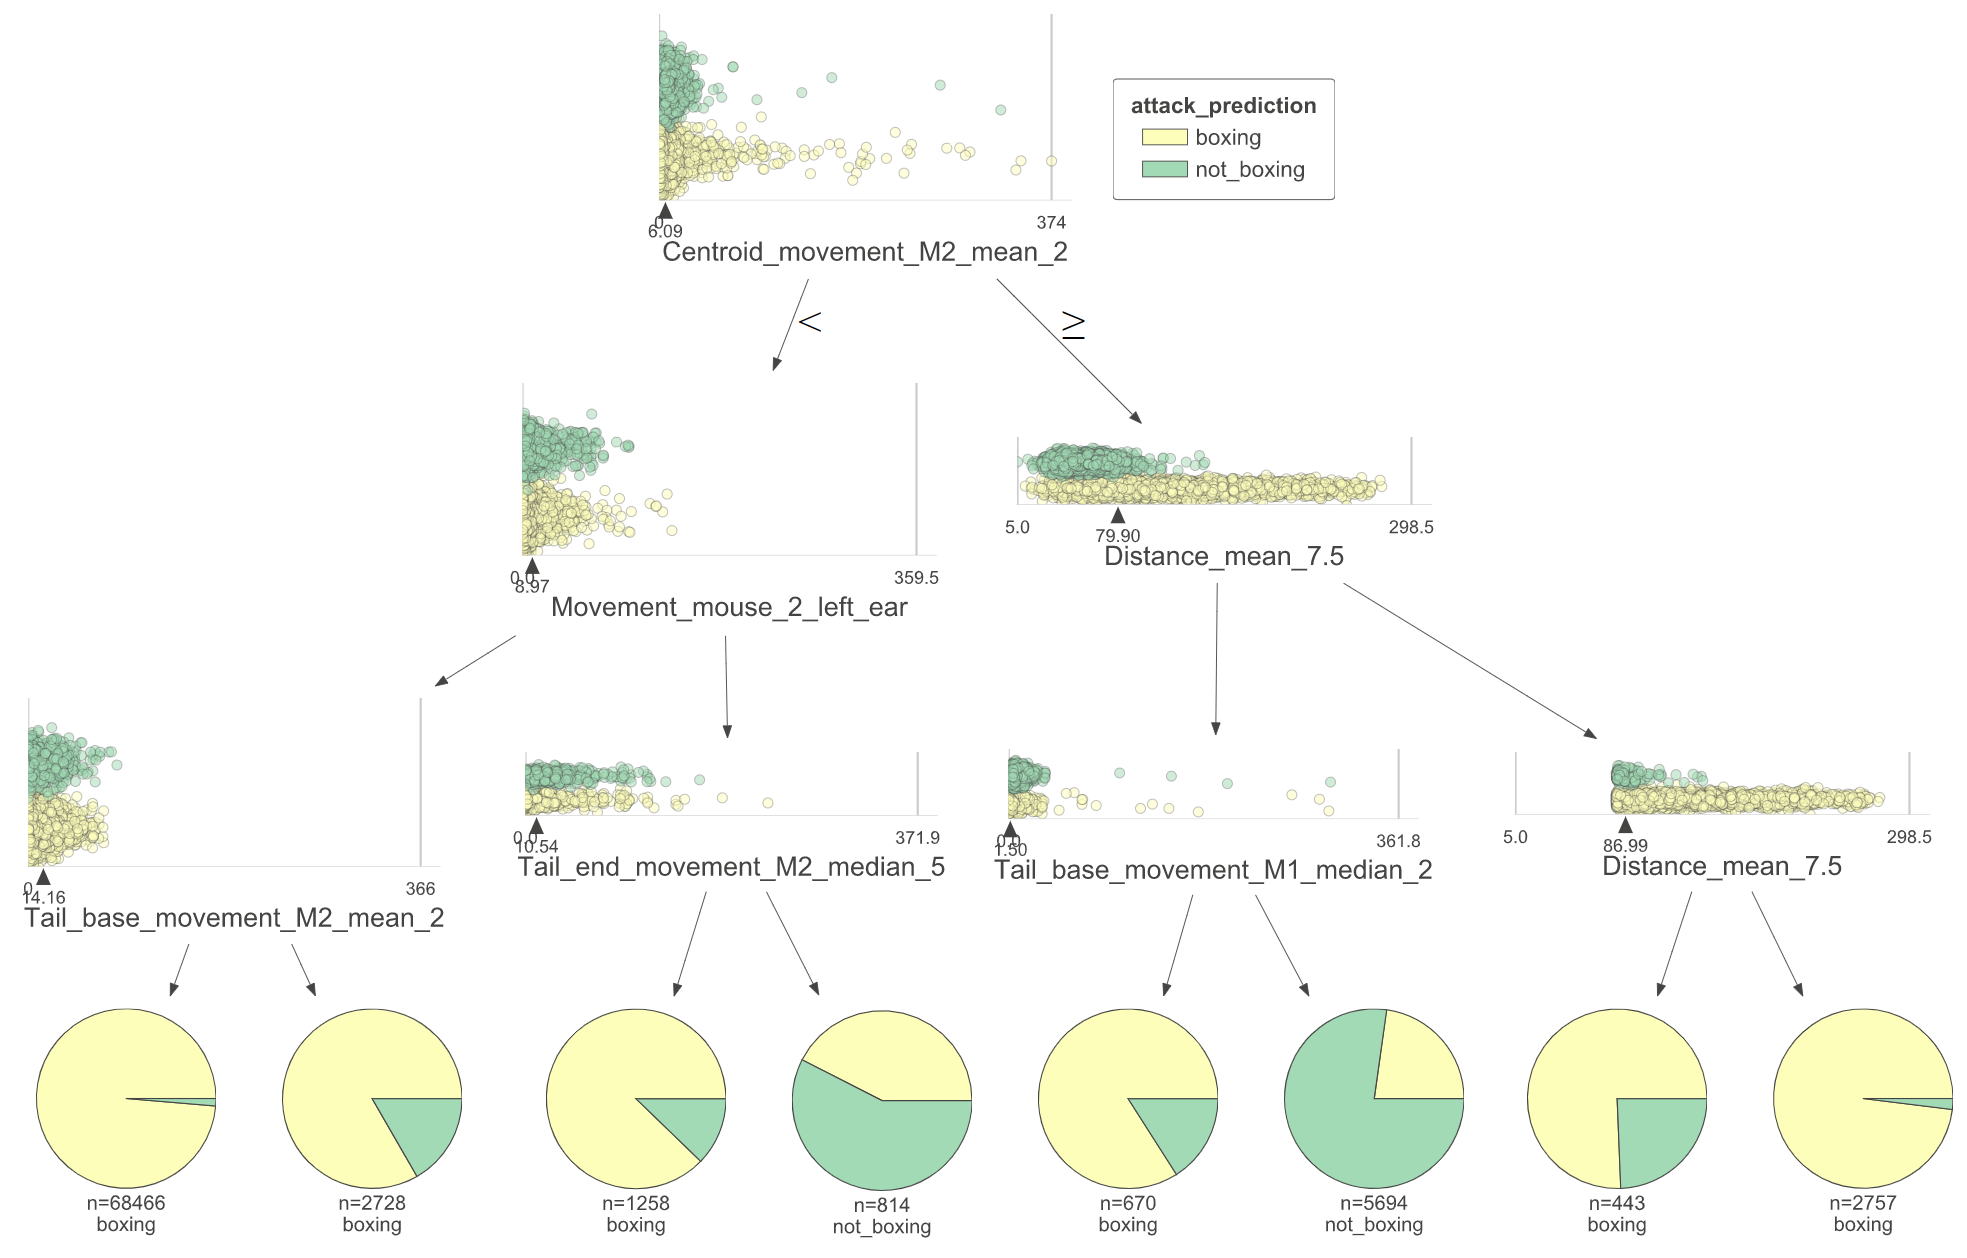 attack_prediction
boxing
not_boxing
0 374
6.09
Centroid_movement_M2_mean_2
< ≥
0.0 359.5
8.97
Movement_mouse_2_left_ear
5.0 298.5
79.90
Distance_mean_7.5
0 366
14.16
Tail_base_movement_M2_mean_2
0.0 371.9
10.54
Tail_end_movement_M2_median_5
0.0 361.8
1.50
Tail_base_movement_M1_median_2
5.0 298.5
86.99
Distance_mean_7.5
n=68466
boxing
n=2728
boxing
n=1258
boxing
n=814
not_boxing
n=670
boxing
n=5694
not_boxing
n=443
boxing
n=2757
boxing